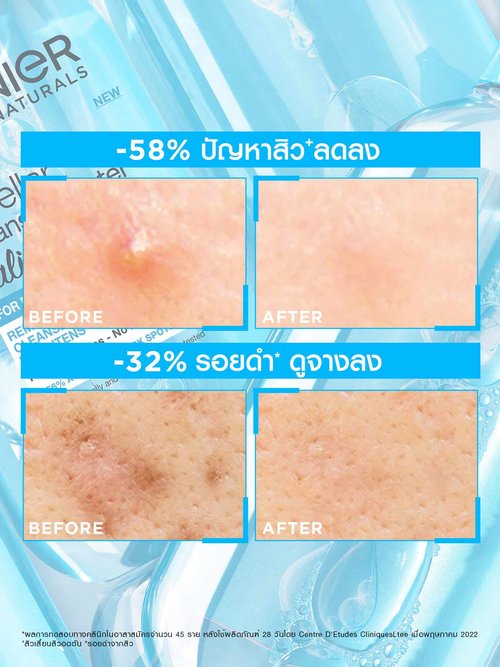 NIER
NATURALS
NEW
-58% ปัญหาสิว⁺ลดลง
BEFORE
AFTER
-32% รอยดำ* ดูจางลง
BEFORE
AFTER
*ผลการทดสอบทางคลินิกในอาสาสมัครจำนวน 45 ราย หลังใช้ผลิตภัณฑ์ 28 วันโดย Centre D'Etudes CliniquesLtee เมื่อพฤษภาคม 2022
⁺สิวเสี้ยนสิวอุดตัน *รอยดำจากสิว